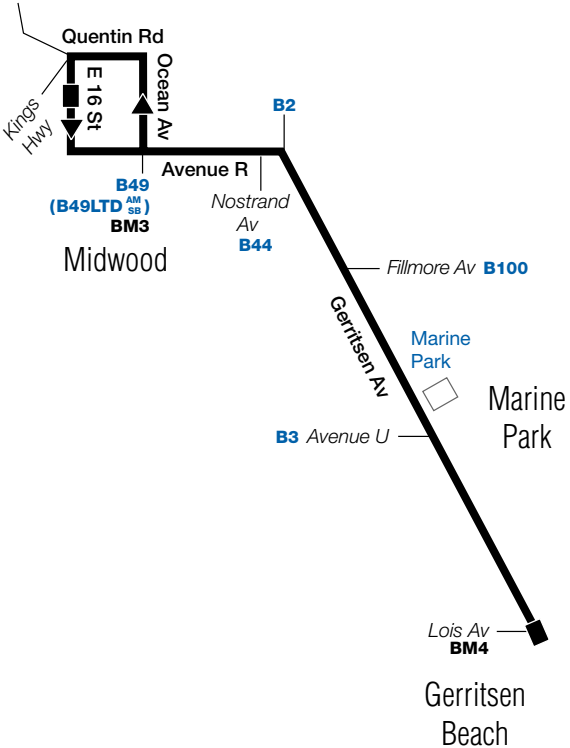 Quentin Rd
Ocean Av
E 16 St
Kings
Hwy
B2
Avenue R
B49
(B49LTD AM SB)
BM3
Nostrand
Av
B44
Midwood
Fillmore Av B100
Gerritsen Av
Marine
Park
Marine
Park
B3 Avenue U
Lois Av
BM4
Gerritsen
Beach